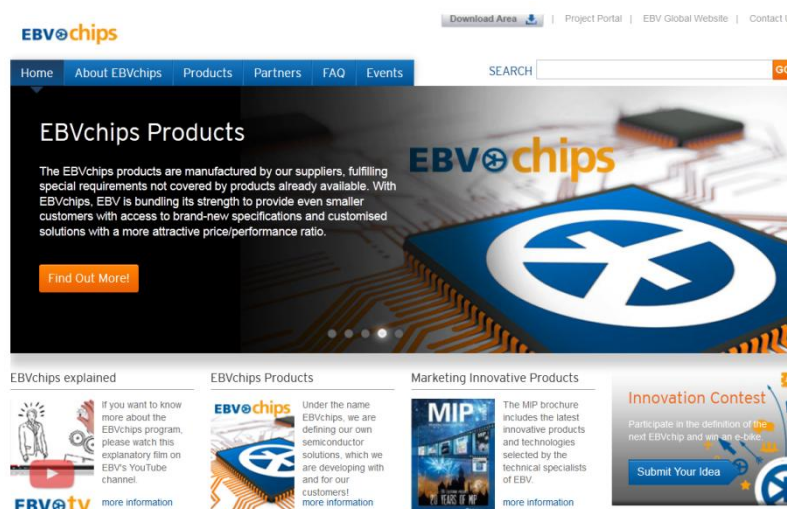 Download Area | Project Portal | EBV Global Website | Contact
EBVchips
Home About EBVchips Products Partners FAQ Events SEARCH GO
EBVchips Products
The EBVchips products are manufactured by our suppliers, fulfilling
special requirements not covered by products already available. With
EBVchips, EBV is bundling its strength to provide even smaller
customers with access to brand-new specifications and customised
solutions with a more attractive price/performance ratio.
Find Out More!
EBVchips
EBVchips explained
If you want to know
more about the
EBVchips program,
please watch this
explanatory film on
EBV's YouTube
channel.
more information
EBVtv
EBVchips Products
EBVchips
Under the name
EBVchips, we are
defining our own
semiconductor
solutions, which we
are developing with
and for our
customers!
more information
Marketing Innovative Products
MIP
20 YEARS OF MIP
The MIP brochure
includes the latest
innovative products
and technologies
selected by the
technical specialists
of EBV.
more information
Innovation Contest
Participate in the definition of the
next EBVchip and win an e-bike.
Submit Your Idea